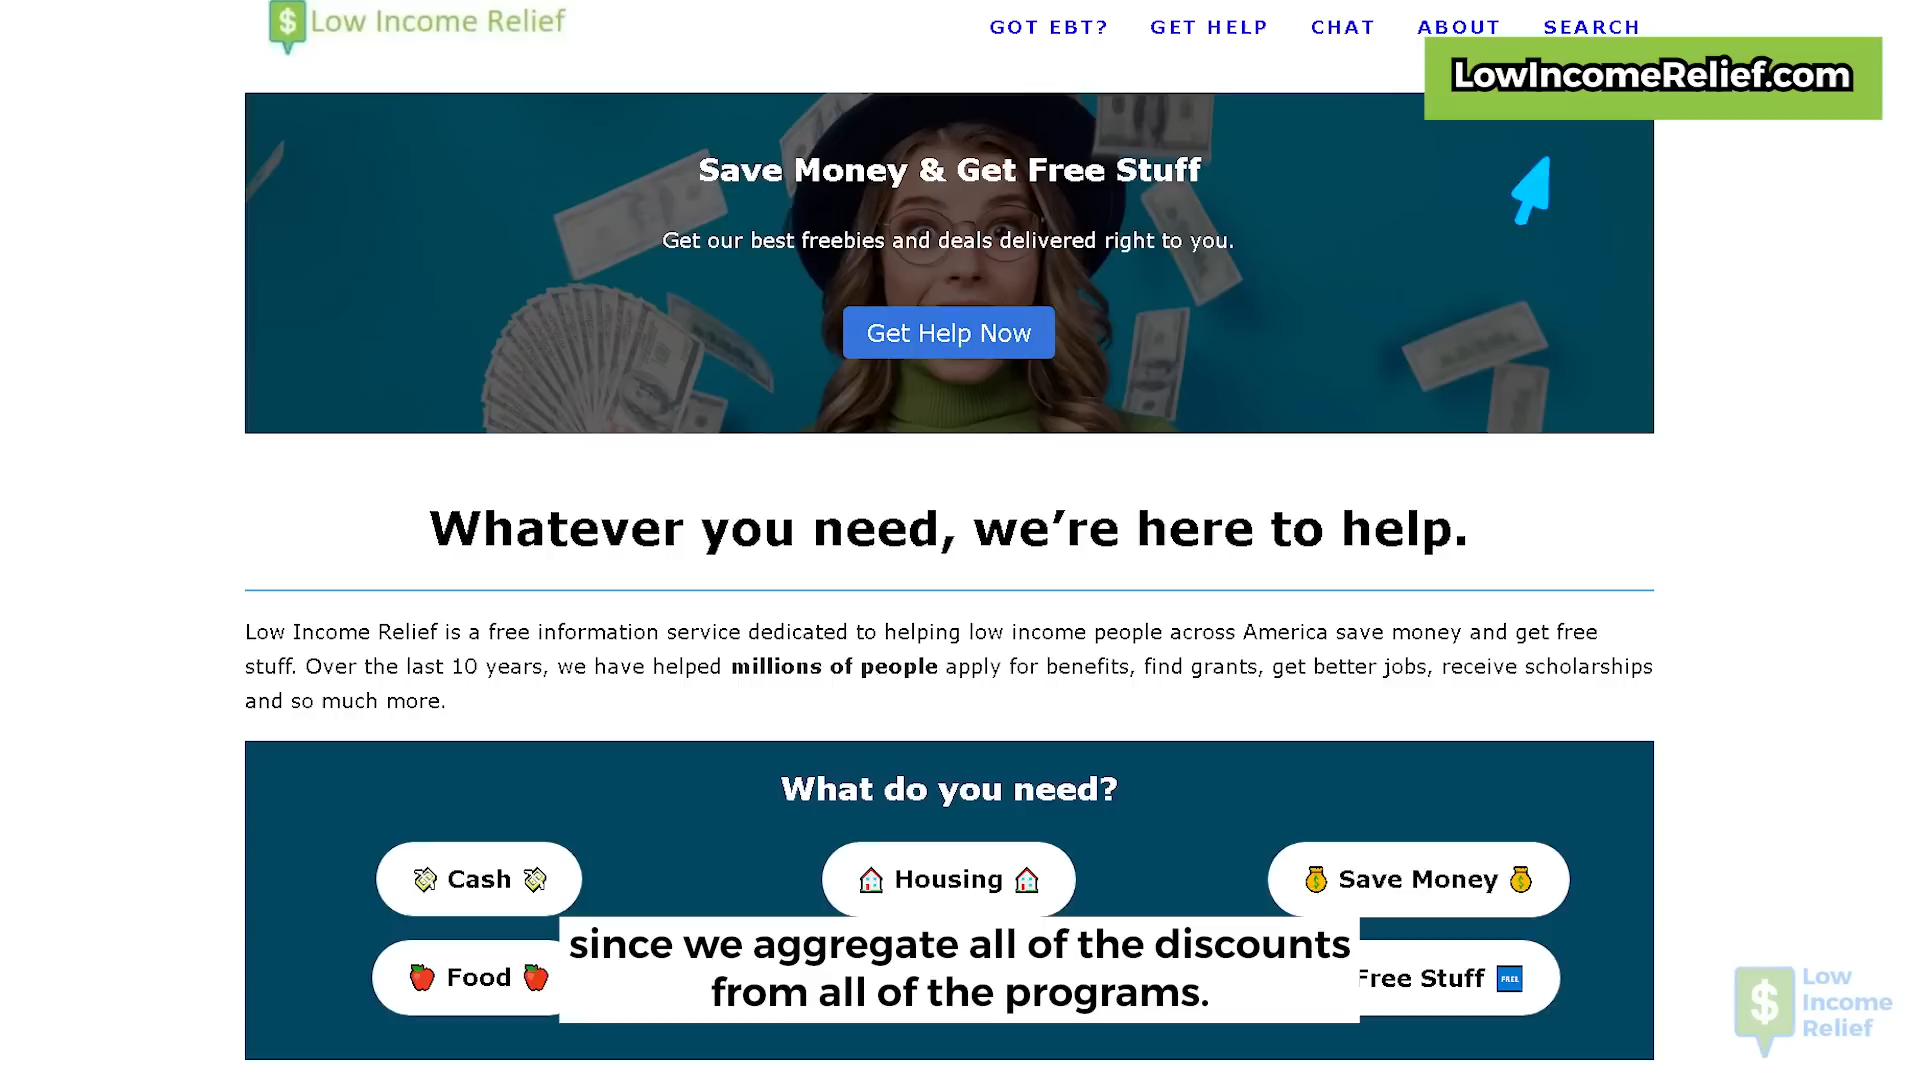 Low Income Relief
GOT EBT? GET HELP CHAT ABOUT SEARCH
LowIncomeRelief.com
Save Money & Get Free Stuff
Get our best freebies and deals delivered right to you.
Get Help Now
Whatever you need, we’re here to help.
Low Income Relief is a free information service dedicated to helping low income people across America save money and get free
stuff. Over the last 10 years, we have helped millions of people apply for benefits, find grants, get better jobs, receive scholarships
and so much more.
What do you need?
Cash
Housing
Save Money
Food
Free Stuff FREE
since we aggregate all of the discounts
from all of the programs.
Low
Income
Relief